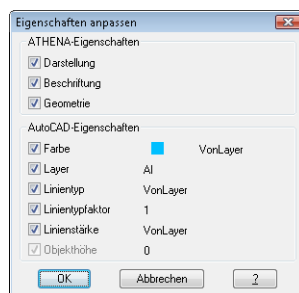 Eigenschaften anpassen
ATHENA-Eigenschaften
Darstellung
Beschriftung
Geometrie
AutoCAD-Eigenschaften
Farbe VonLayer
Layer Al
Linientyp VonLayer
Linientypfaktor 1
Linienstärke VonLayer
Objekthöhe 0
OK Abbrechen ?